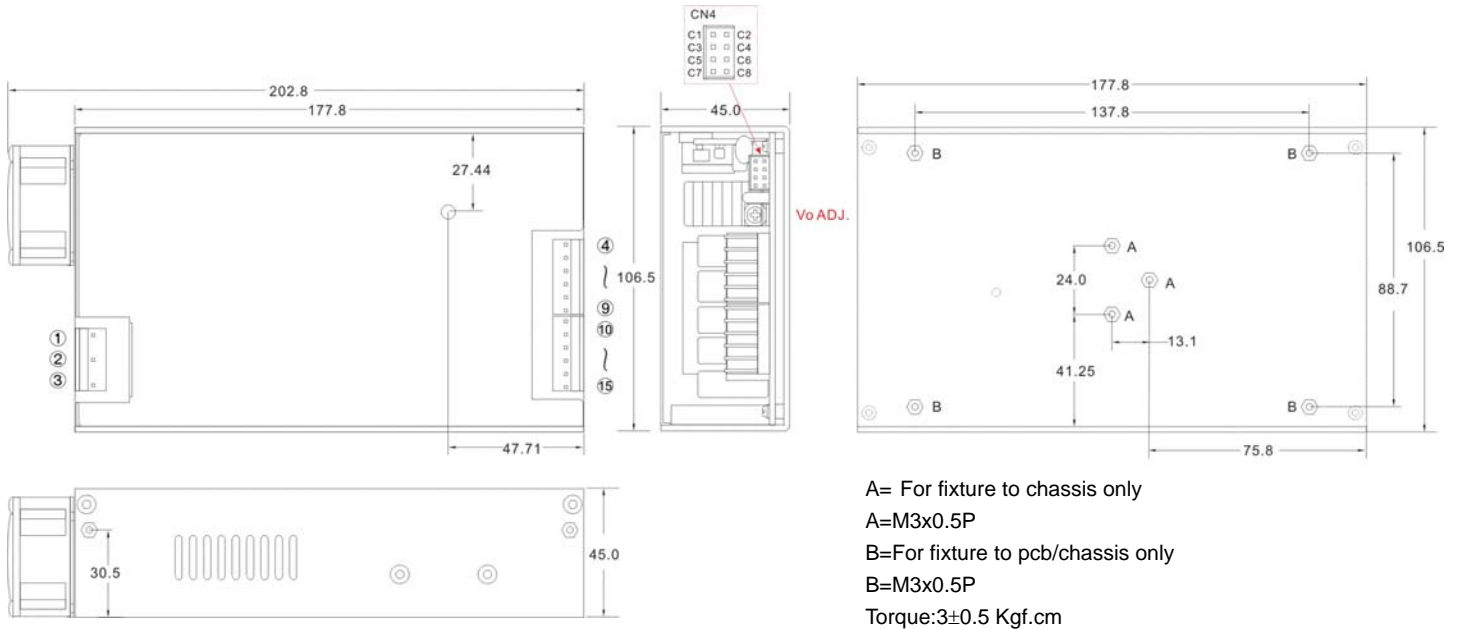 CN4
C1 C2
C3 C4
C5 C6
C7 C8
202.8
177.8
27.44
47.71
①
②
③
④
~
⑨
⑩
~
⑮
106.5
45.0
Vo ADJ.
177.8
137.8
B B
A
A
A
24.0
13.1
41.25
B B
88.7
106.5
75.8
30.5
45.0
A= For fixture to chassis only
A=M3x0.5P
B=For fixture to pcb/chassis only
B=M3x0.5P
Torque:3±0.5 Kgf.cm